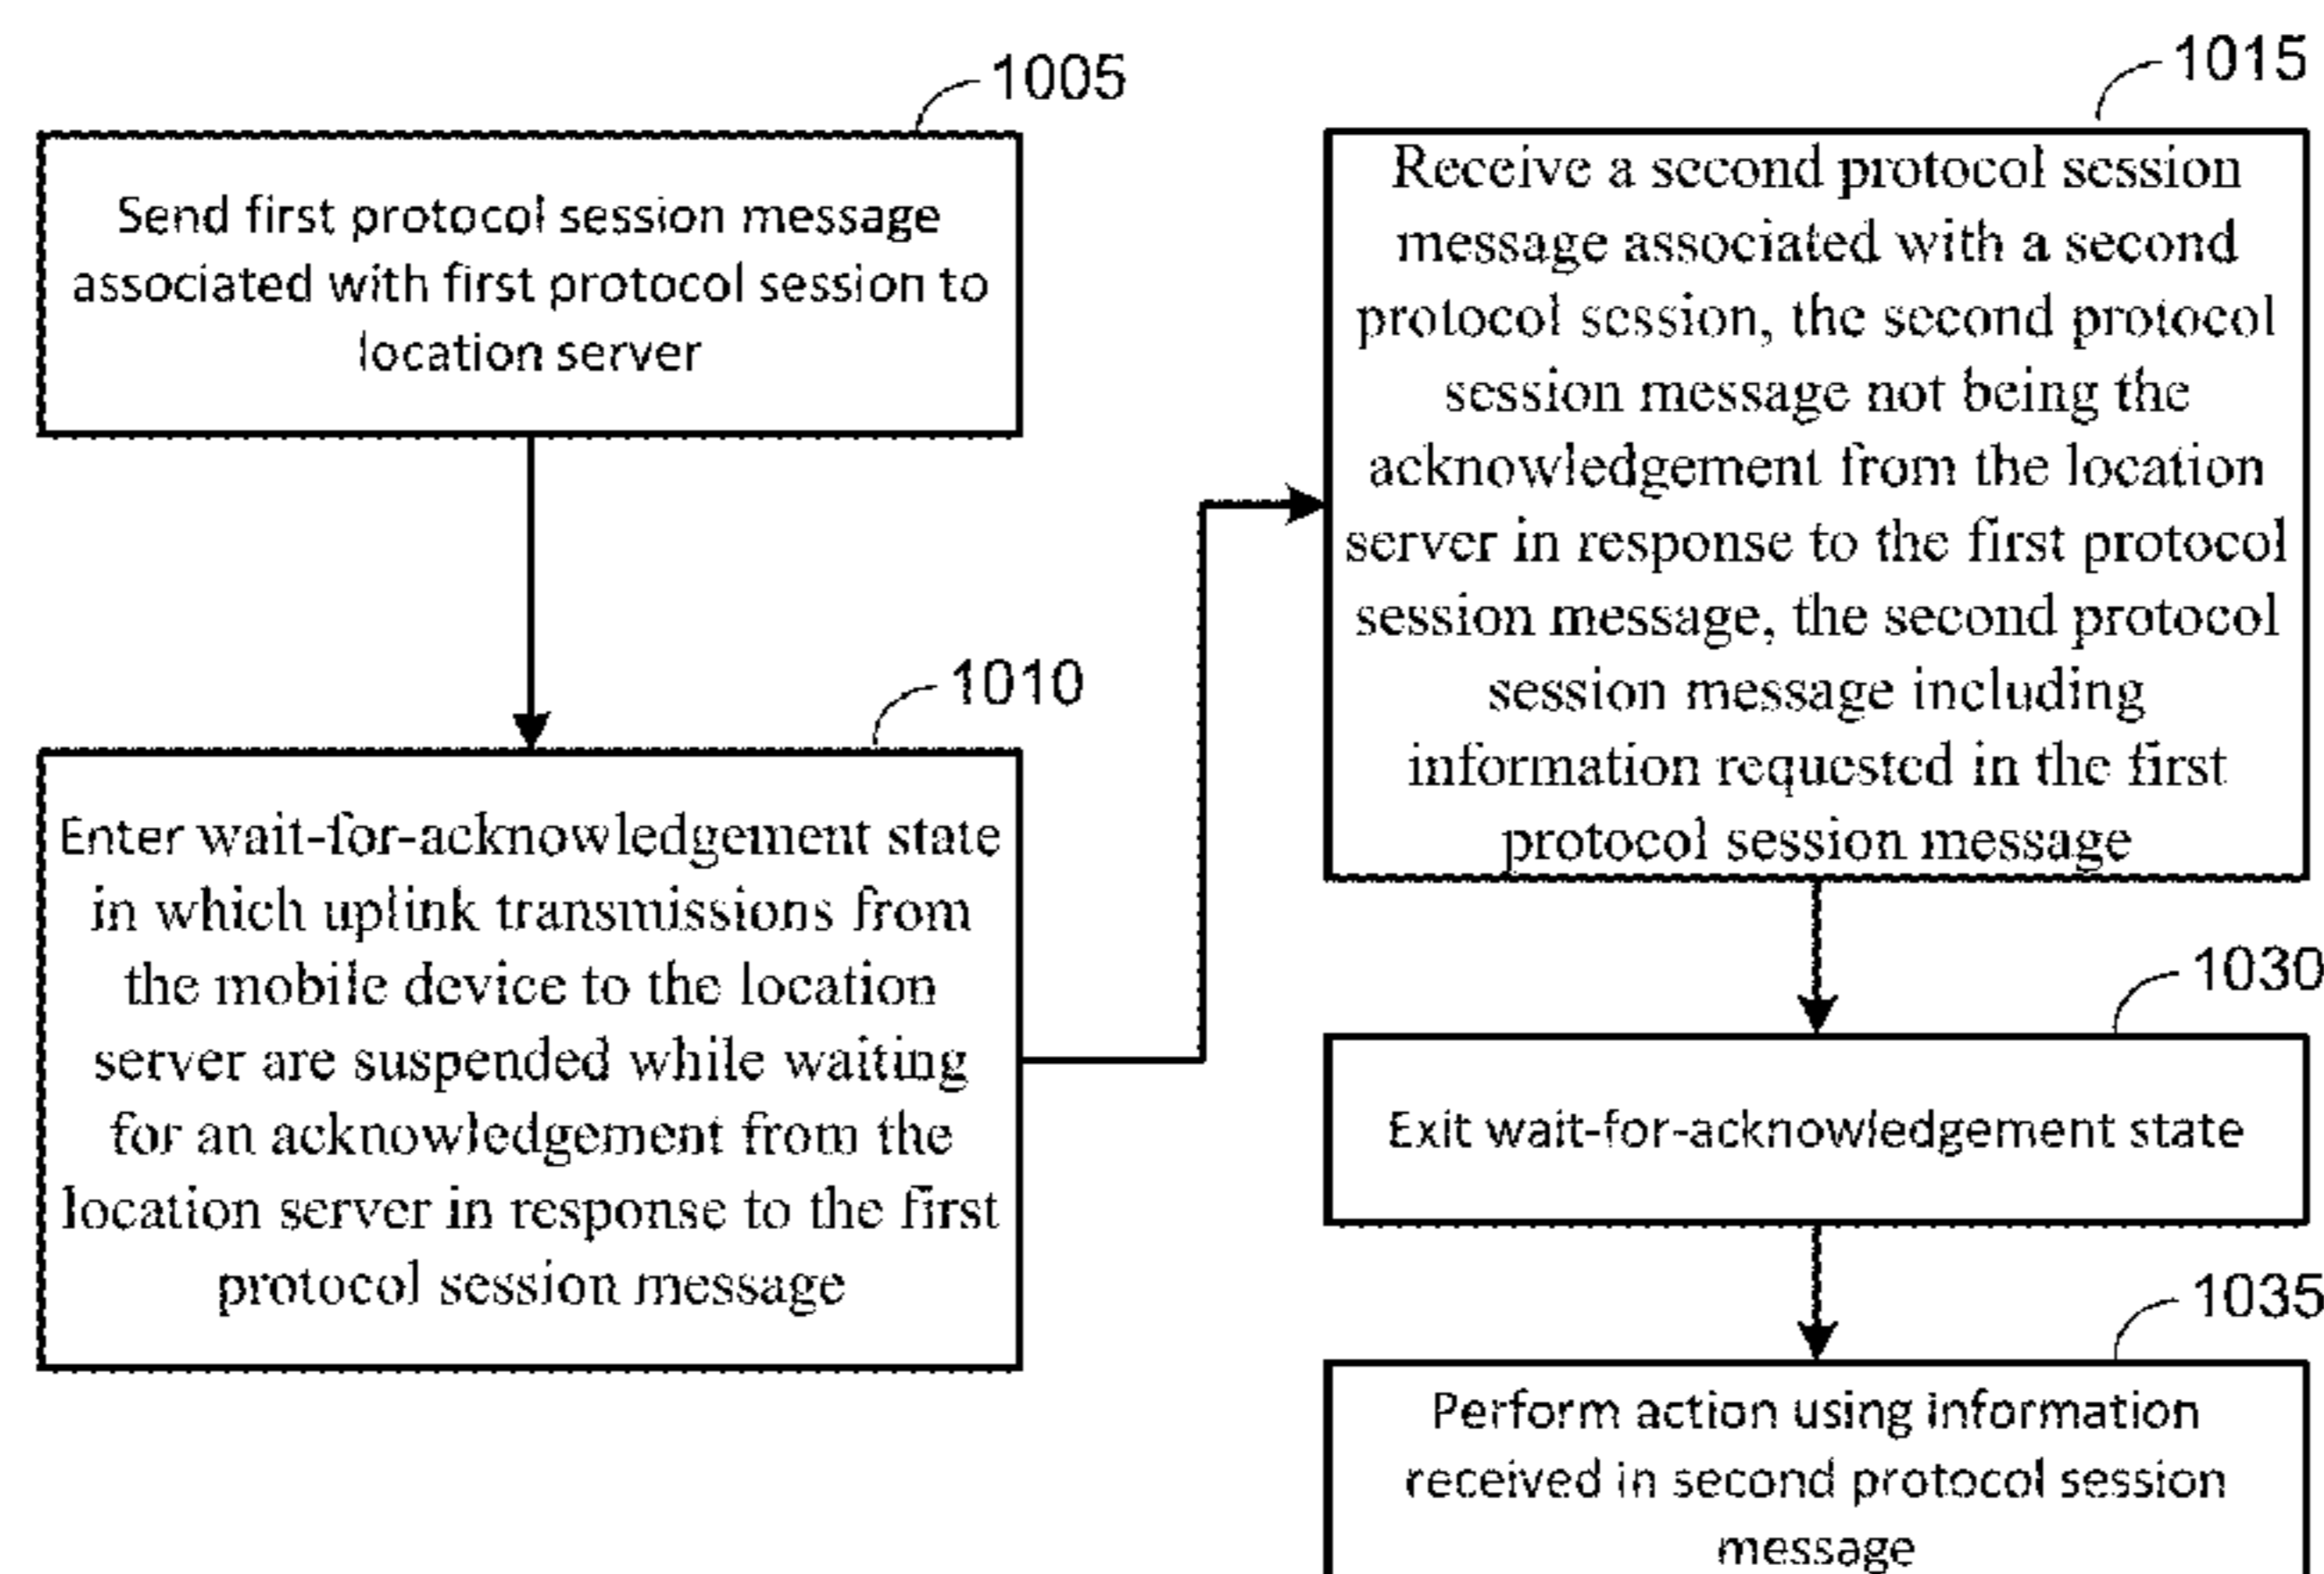 1005
Send first protocol session message
associated with first protocol session to
location server
1010
Enter wait-for-acknowledgement state
in which uplink transmissions from
the mobile device to the location
server are suspended while waiting
for an acknowledgement from the
location server in response to the first
protocol session message
1015
Receive a second protocol session
message associated with a second
protocol session, the second protocol
session message not being the
acknowledgement from the location
server in response to the first protocol
session message, the second protocol
session message including
information requested in the first
protocol session message
1030
Exit wait-for-acknowledgement state
1035
Perform action using information
received in second protocol session
message